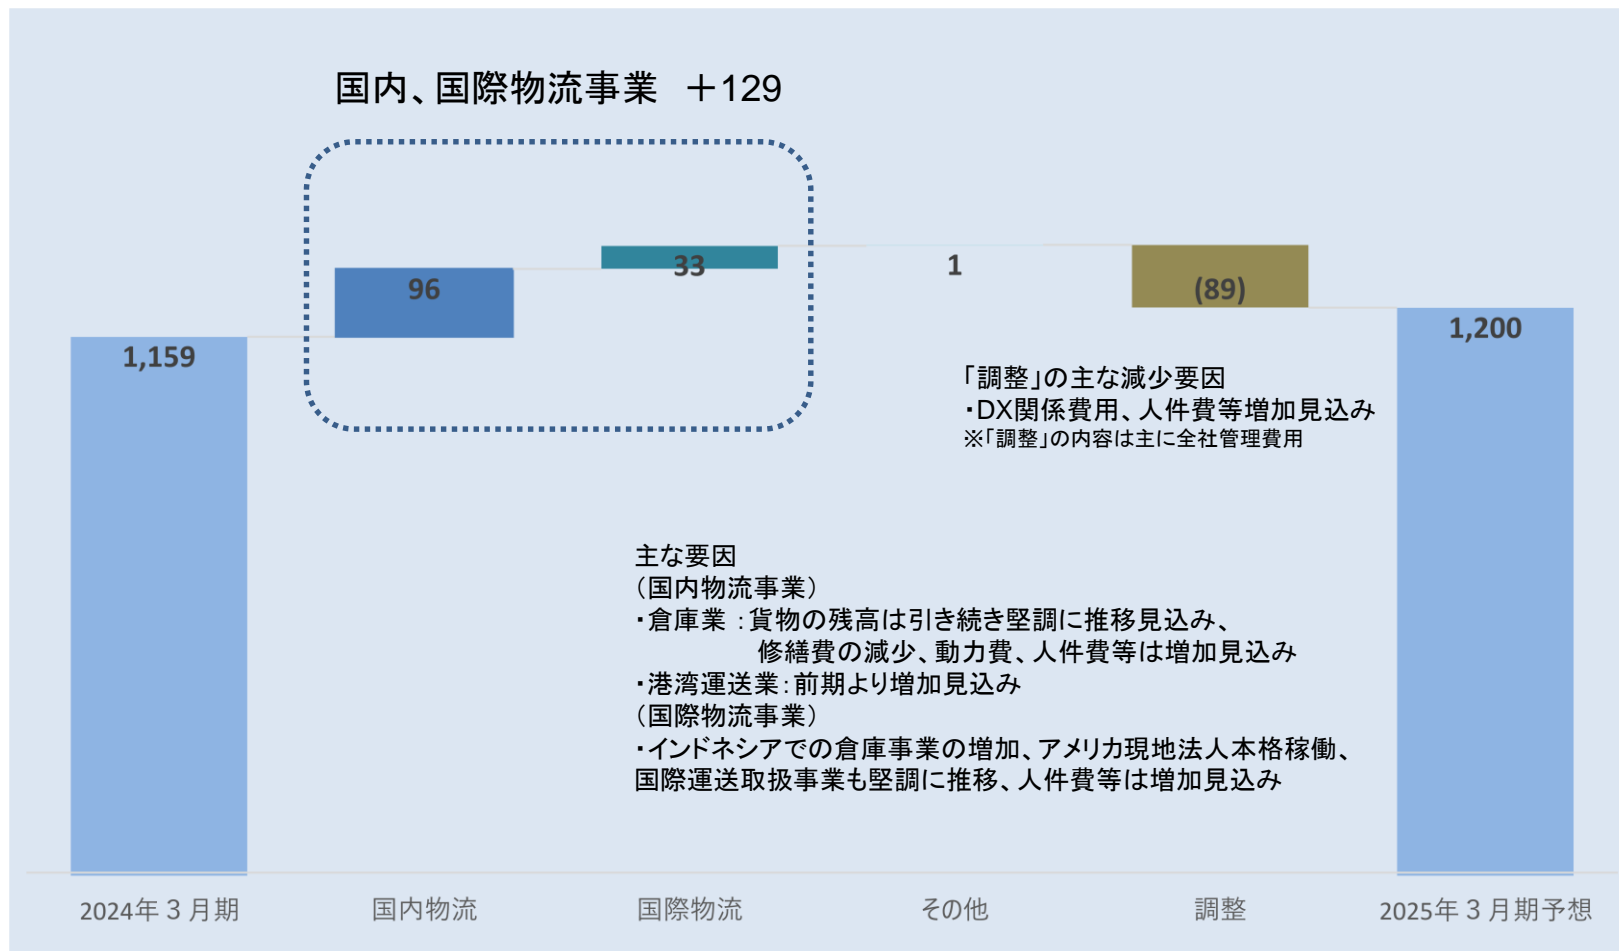 国内、国際物流事業　＋129
96
33
1
(89)
1,159
1,200
「調整」の主な減少要因
・DX関係費用、人件費等増加見込み
※「調整」の内容は主に全社管理費用
主な要因
（国内物流事業）
・倉庫業：貨物の残高は引き続き堅調に推移見込み、
修繕費の減少、動力費、人件費等は増加見込み
・港湾運送業：前期より増加見込み
（国際物流事業）
・インドネシアでの倉庫事業の増加、アメリカ現地法人本格稼働、
国際運送取扱事業も堅調に推移、人件費等は増加見込み
2024年３月期
国内物流
国際物流
その他
調整
2025年３月期予想